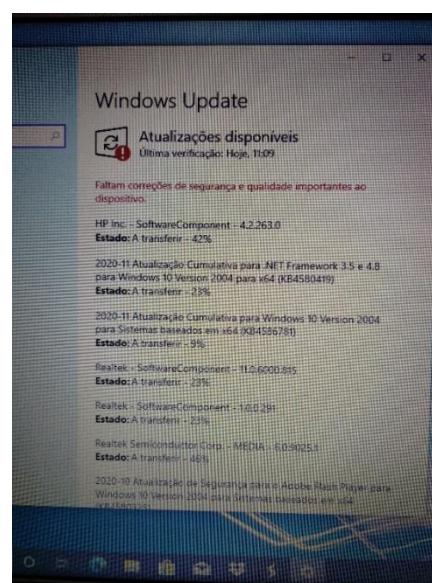 Windows Update
Atualizações disponíveis
Última verificação: Hoje, 11:09
Faltam correções de segurança e qualidade importantes ao
dispositivo.
HP Inc. - SoftwareComponent - 4.2.263.0
Estado: A transferir - 42%
2020-11 Atualização Cumulativa para .NET Framework 3.5 e 4.8
para Windows 10 Version 2004 para x64 (KB4580419)
Estado: A transferir - 23%
2020-11 Atualização Cumulativa para Windows 10 Version 2004
para Sistemas baseados em x64 (KB4586781)
Estado: A transferir - 9%
Realtek - SoftwareComponent - 11.0.6000.815
Estado: A transferir - 23%
Realtek - SoftwareComponent - 1.0.0.291
Estado: A transferir - 23%
Realtek Semiconductor Corp. - MEDIA - 6.0.9025.1
Estado: A transferir - 46%
2020-10 Atualização de Segurança para o Adobe Flash Player para
Windows 10 Version 2004 para Sistemas baseados em x64
(KB4580325)